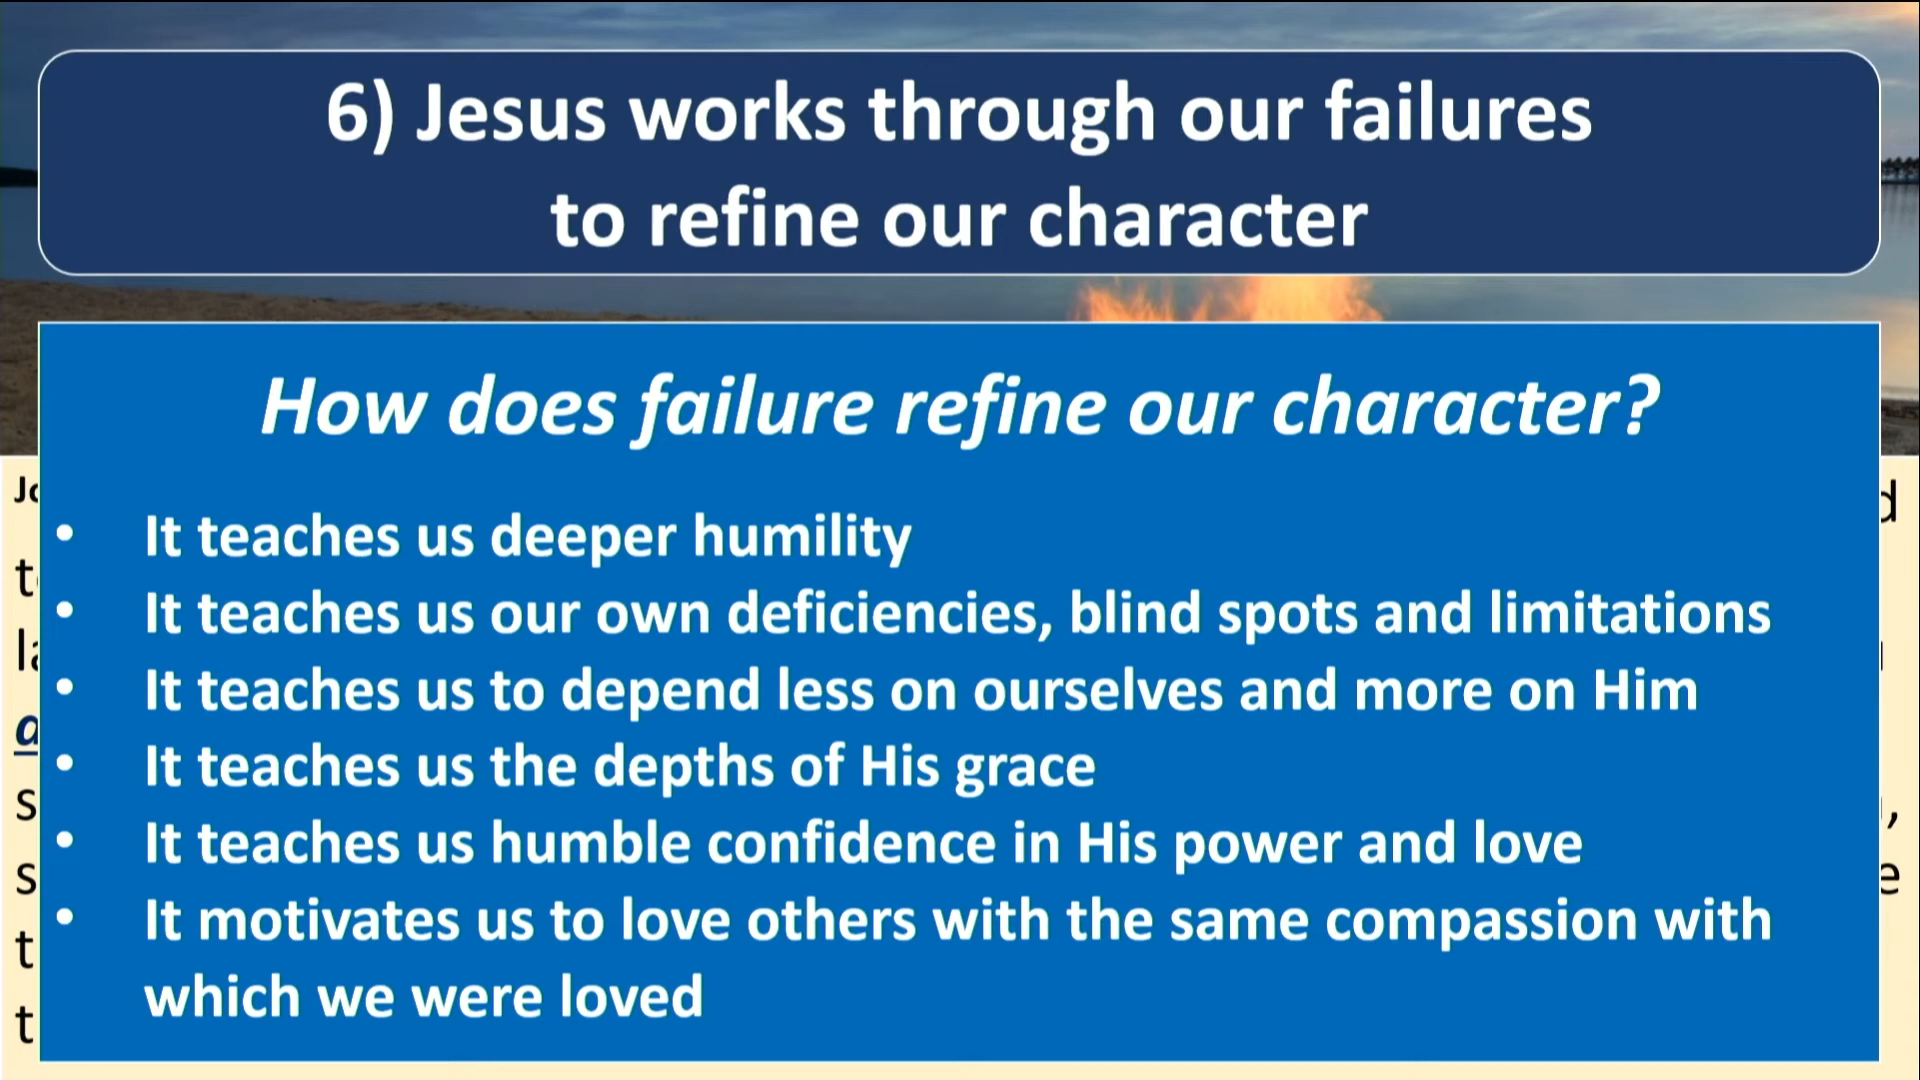 6) Jesus works through our failures
to refine our character
How does failure refine our character?
• It teaches us deeper humility
• It teaches us our own deficiencies, blind spots and limitations
• It teaches us to depend less on ourselves and more on Him
• It teaches us the depths of His grace
• It teaches us humble confidence in His power and love
• It motivates us to love others with the same compassion with
which we were loved